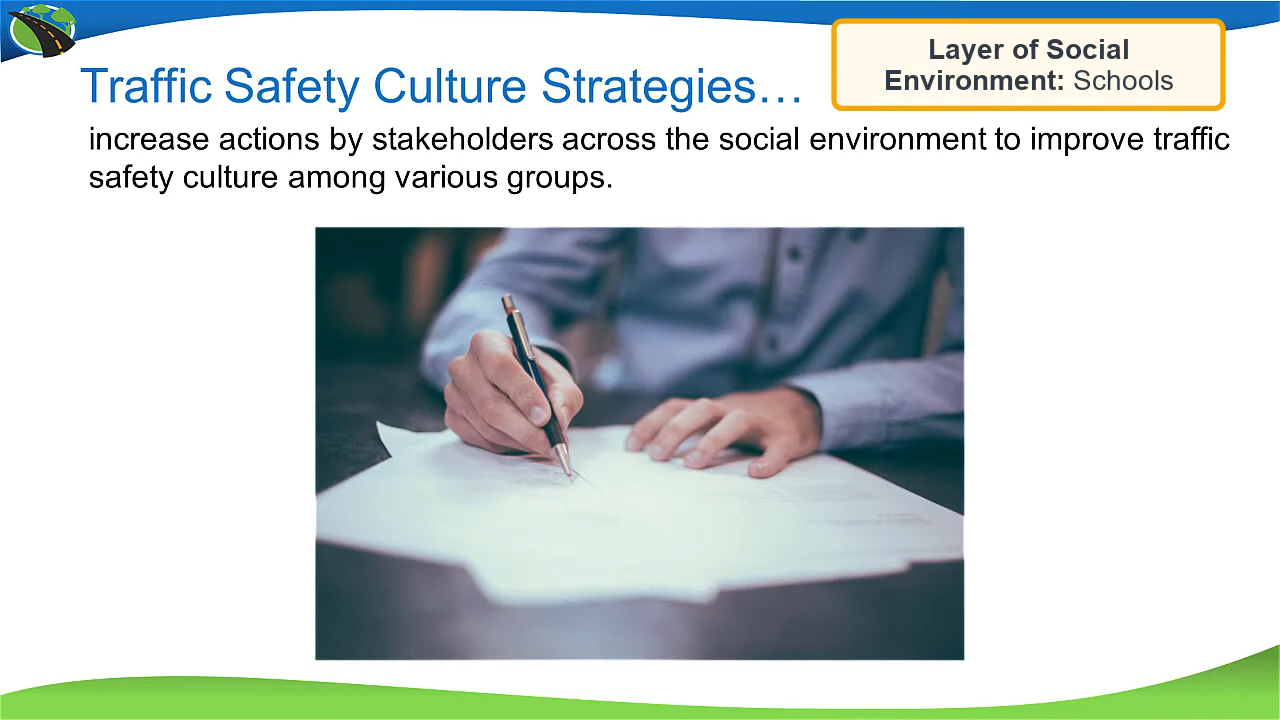 Layer of Social
Environment: Schools
Traffic Safety Culture Strategies…
increase actions by stakeholders across the social environment to improve traffic
safety culture among various groups.